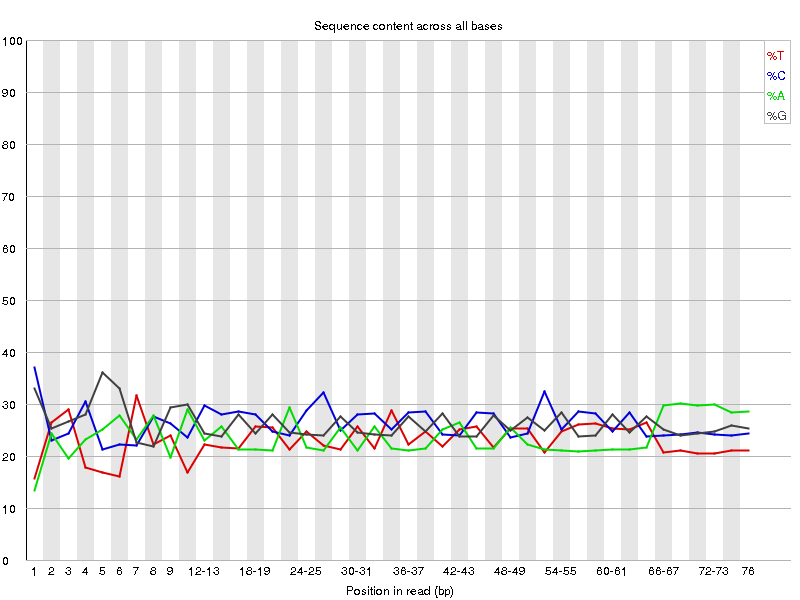 Sequence content across all bases
100
90
80
70
60
50
40
30
20
10
0
%T
%C
%A
%G
1 2 3 4 5 6 7 8 9 12-13 18-19 24-25 30-31 36-37 42-43 48-49 54-55 60-61 66-67 72-73 76
Position in read (bp)